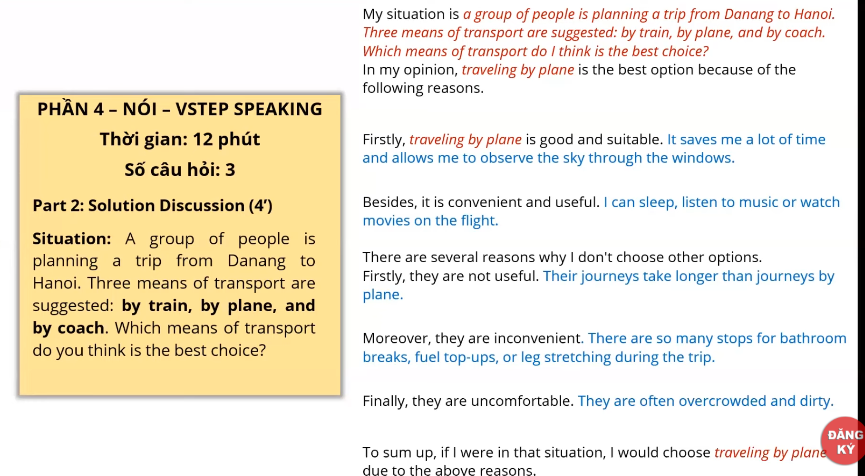 PHẦN 4 – NÓI – VSTEP SPEAKING
Thời gian: 12 phút
Số câu hỏi: 3
Part 2: Solution Discussion (4’)
Situation: A group of people is
planning a trip from Danang to
Hanoi. Three means of transport are
suggested: by train, by plane, and
by coach. Which means of transport
do you think is the best choice?
My situation is a group of people is planning a trip from Danang to Hanoi.
Three means of transport are suggested: by train, by plane, and by coach.
Which means of transport do I think is the best choice?
In my opinion, traveling by plane is the best option because of the
following reasons.
Firstly, traveling by plane is good and suitable. It saves me a lot of time
and allows me to observe the sky through the windows.
Besides, it is convenient and useful. I can sleep, listen to music or watch
movies on the flight.
There are several reasons why I don't choose other options.
Firstly, they are not useful. Their journeys take longer than journeys by
plane.
Moreover, they are inconvenient. There are so many stops for bathroom
breaks, fuel top-ups, or leg stretching during the trip.
Finally, they are uncomfortable. They are often overcrowded and dirty.
To sum up, if I were in that situation, I would choose traveling by plane
due to the above reasons.
ĐĂNG
KÝ